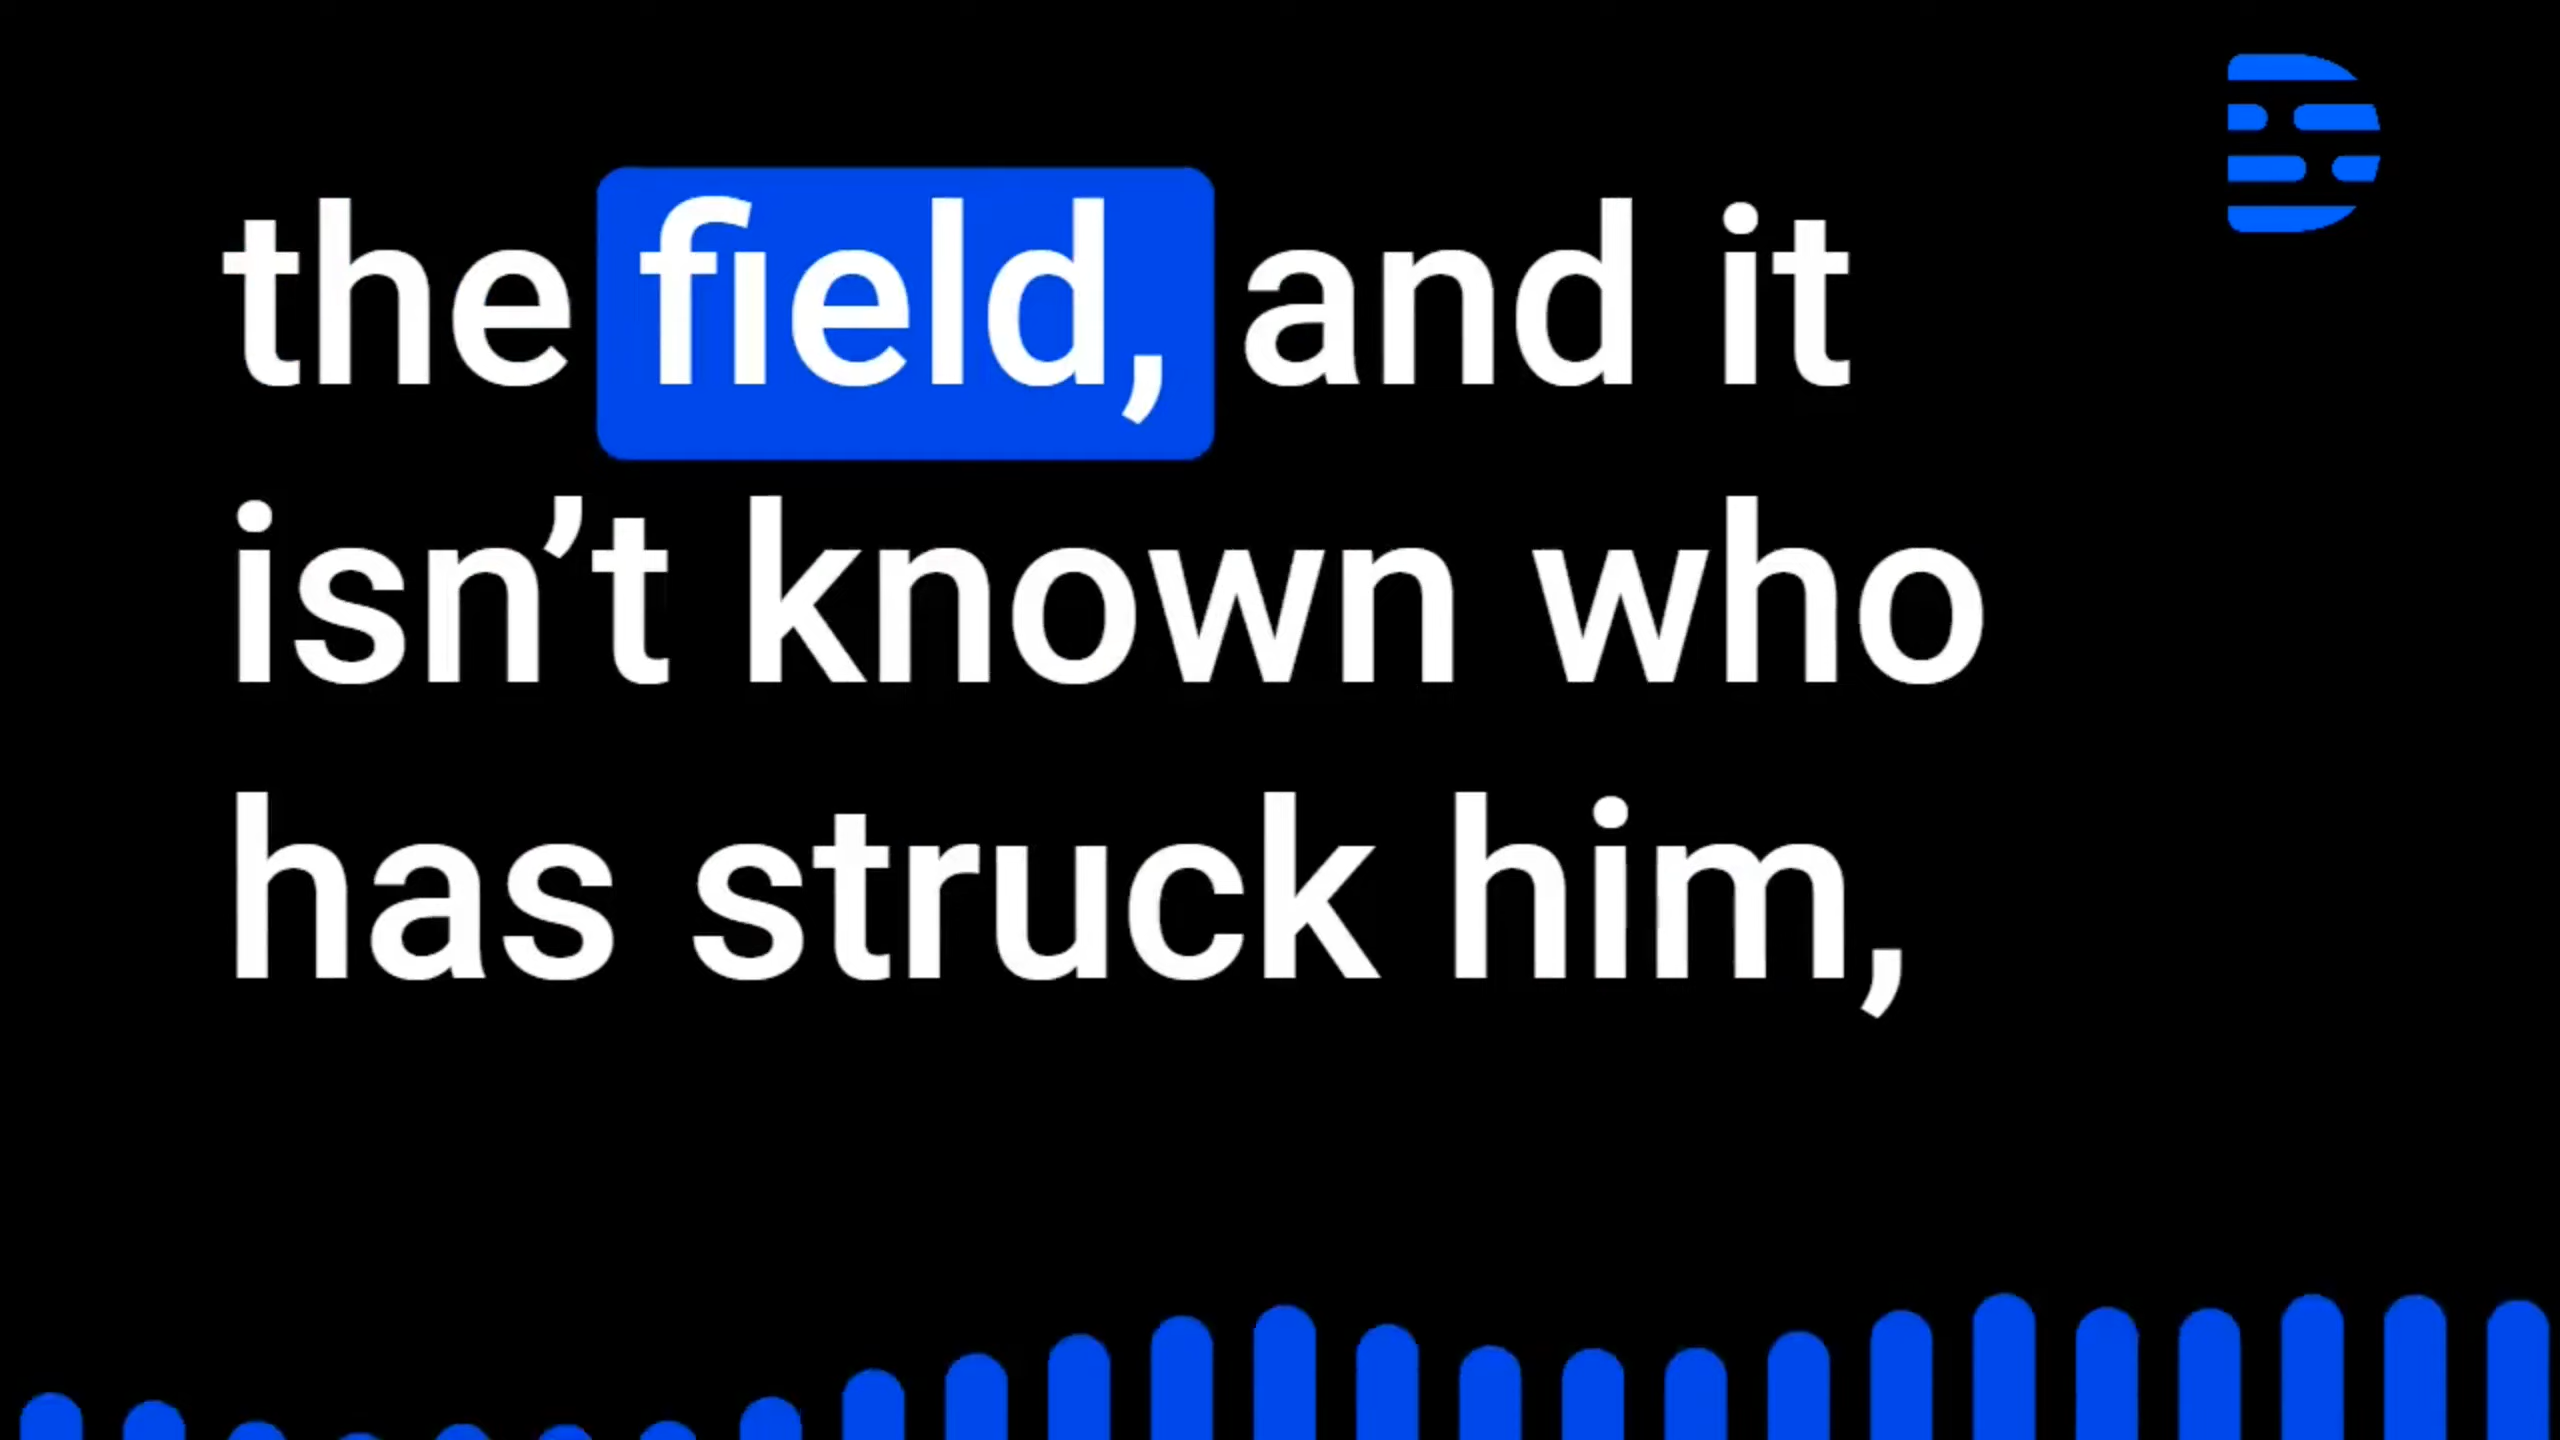 the field, and it
isn’t known who
has struck him,